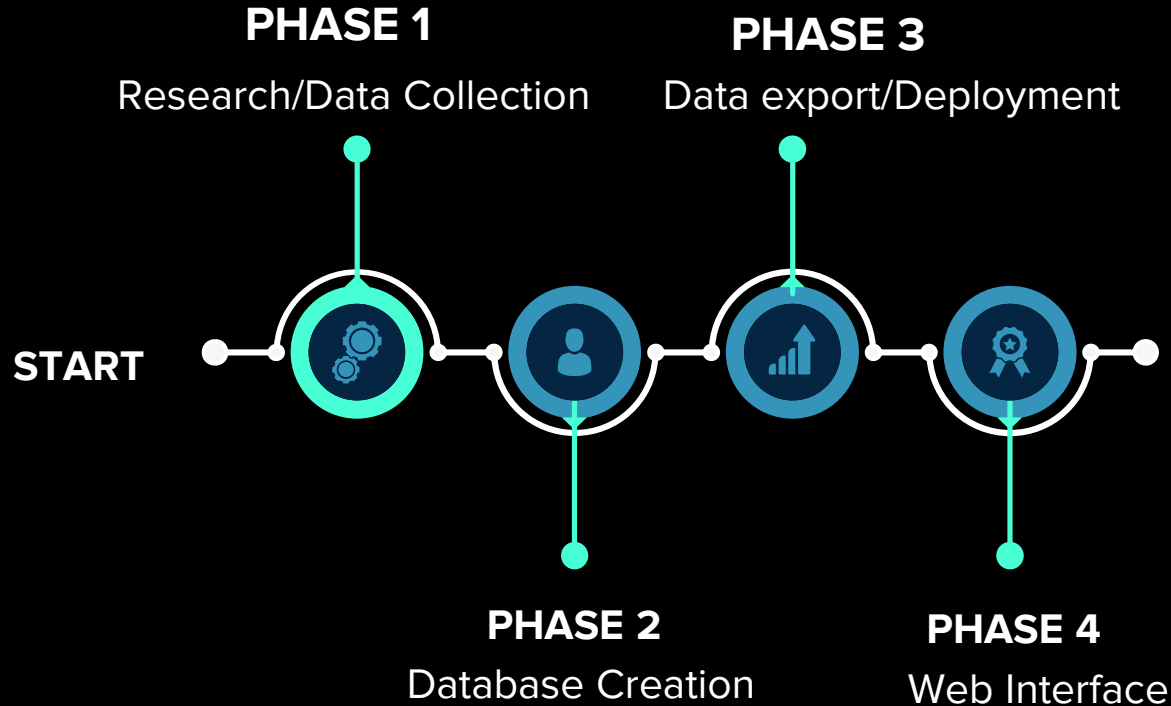 PHASE 1
Research/Data Collection
PHASE 3
Data export/Deployment
START
PHASE 2
Database Creation
PHASE 4
Web Interface